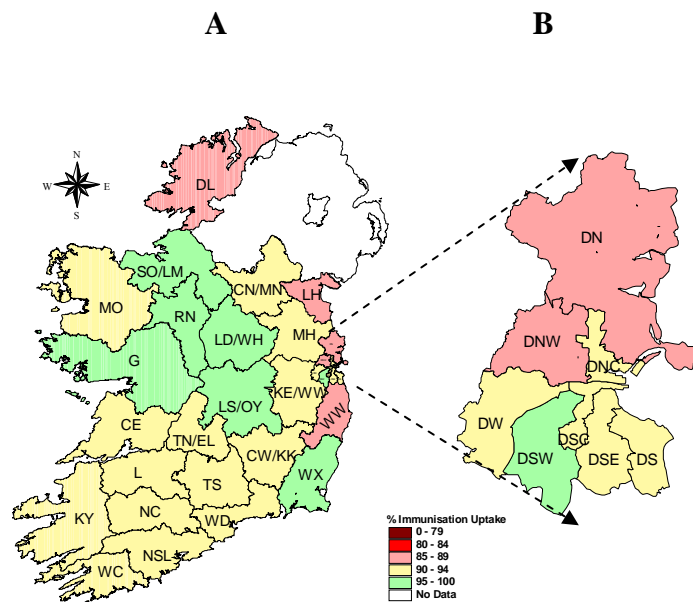 A B
N
W E
S
DL
SO/LM
CN/MN
LH
MO
RN
LD/WH
MH
G
KE/WW
LS/OY
WW
CE
TN/EL
CW/KK
L
TS
WX
KY
NC
WD
NSL
WC
DN
DNW
DNC
DW
DSC
DSW
DSE
DS
% Immunisation Uptake
0 - 79
80 - 84
85 - 89
90 - 94
95 - 100
No Data